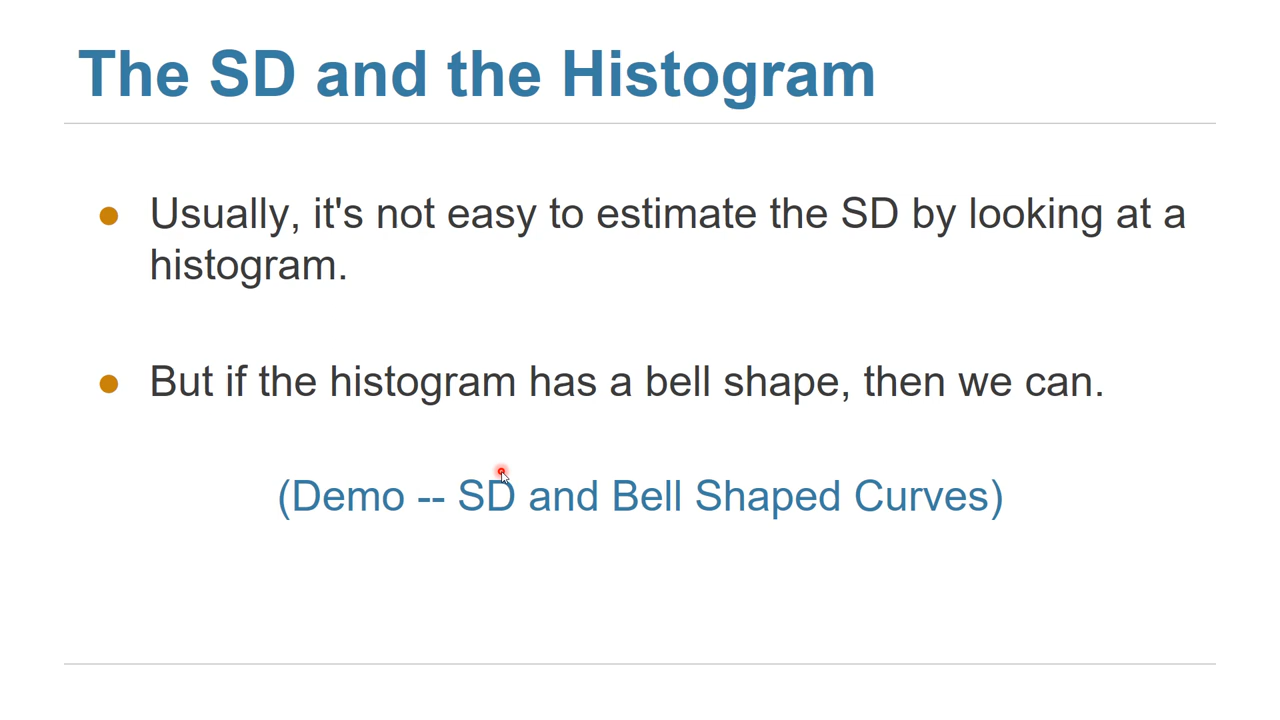 The SD and the Histogram
● Usually, it's not easy to estimate the SD by looking at a
histogram.
● But if the histogram has a bell shape, then we can.
(Demo -- SD and Bell Shaped Curves)